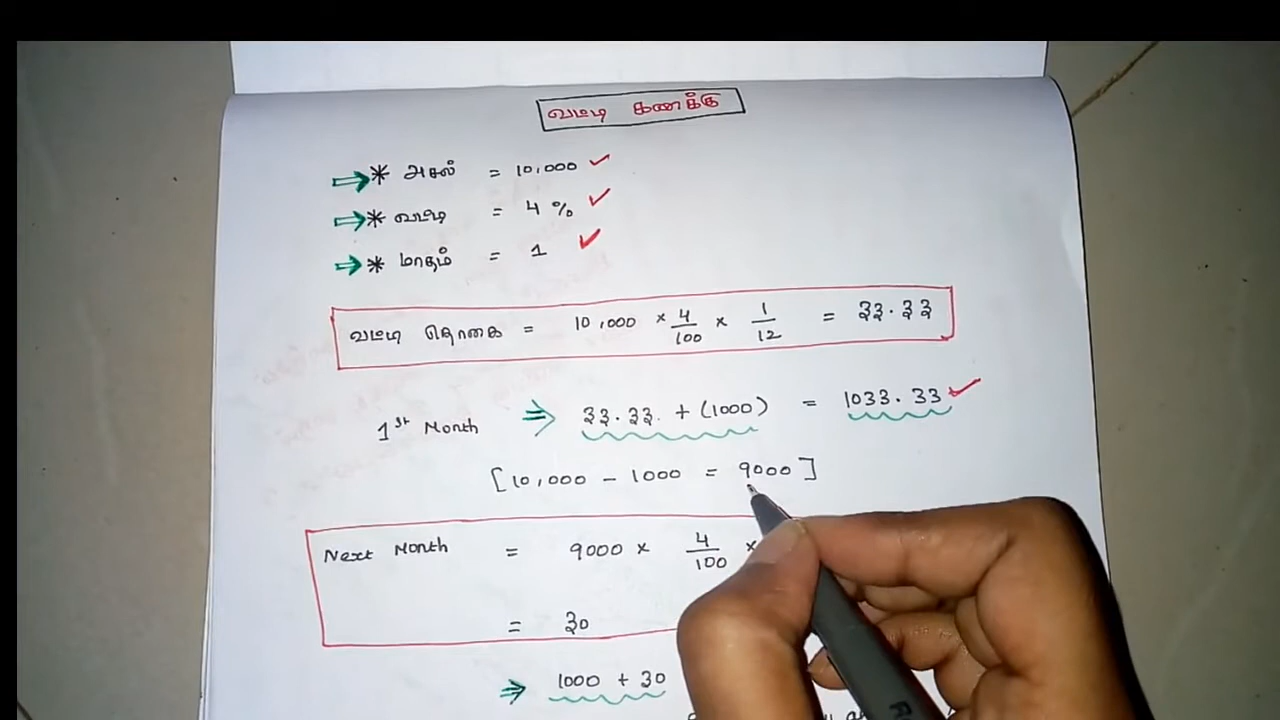 வட்டி கணக்கு
* அசல் = 10,000
* வட்டி = 4 %
* மாதம் = 1
வட்டி தொகை = 10,000 × 4/100 × 1/12 = 33.33
1st Month ⇒ 33.33. + (1000) = 1033.33
[10,000 - 1000 = 9000]
Next Month = 9000 × 4/100 ×
= 30
⇒ 1000 + 30